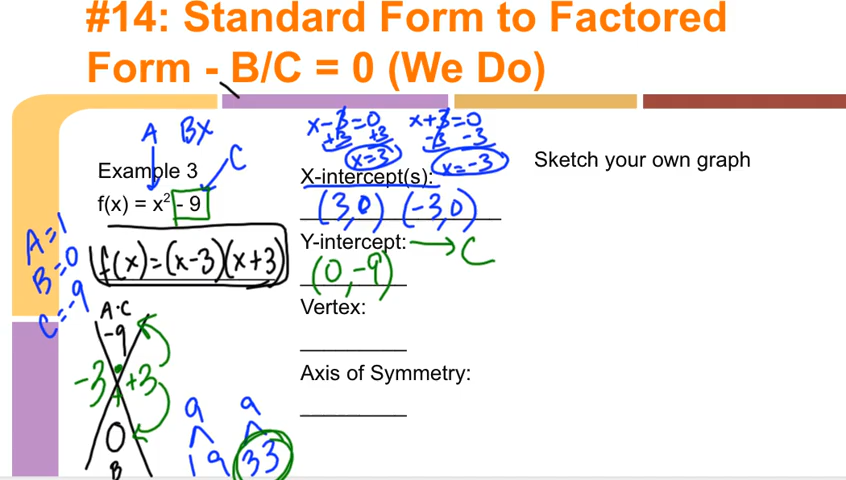 #14: Standard Form to Factored
Form - B/C = 0 (We Do)
A BX
C
Example 3
f(x) = x² - 9
A=1
B=0
C=-9
f(x)=(x-3)(x+3)
A·C
-9
-3 · +3
+
0
B
9 9
1 9 3 3
x-3=0 x+3=0
+3 +3 -3 -3
x=3 x=-3
X-intercept(s):
(3,0) (-3,0)
Y-intercept: → C
(0,-9)
Vertex:
Axis of Symmetry:
Sketch your own graph